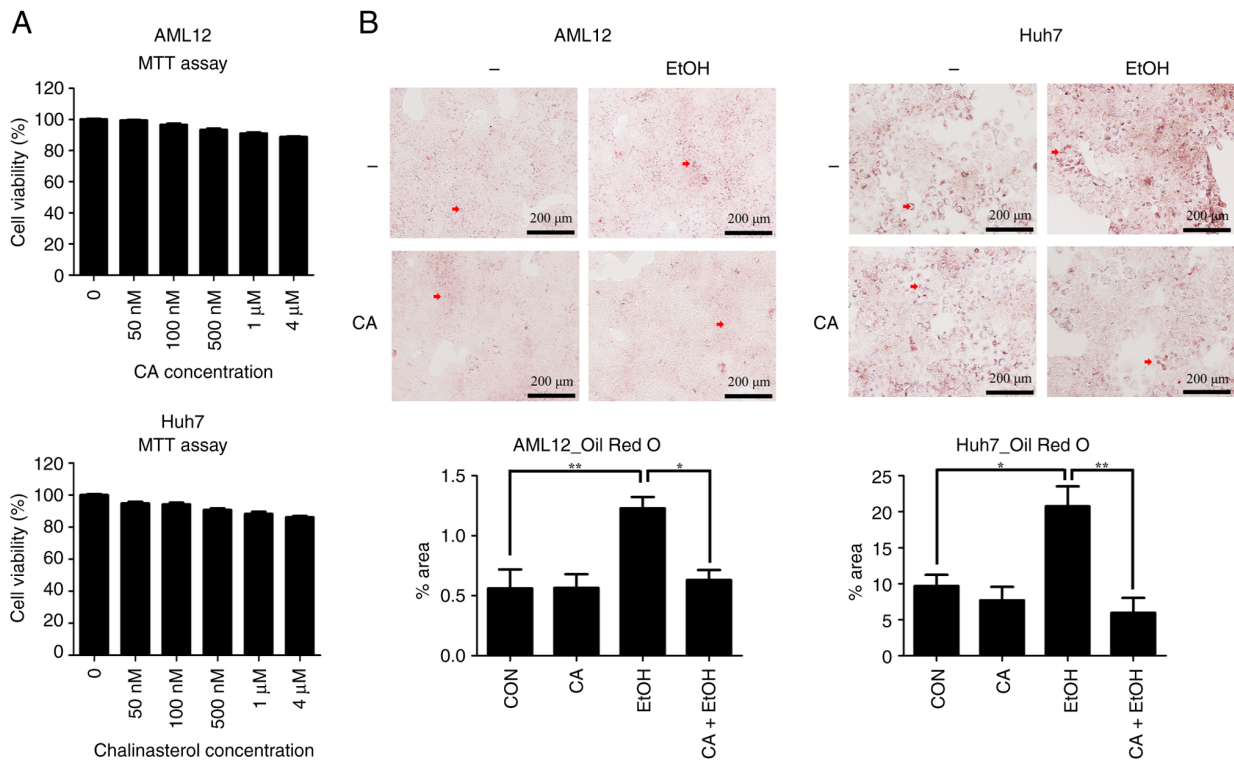 A
AML12
MTT assay
Cell viability (%)
120
100
80
60
40
20
0
0
50 nM
100 nM
500 nM
1 μM
4 μM
CA concentration
Huh7
MTT assay
Cell viability (%)
120
100
80
60
80
20
0
0
50 nM
100 nM
500 nM
1 μM
4 μM
Chalinasterol concentration
B
AML12
– EtOH
–
200 μm
200 μm
CA
200 μm
200 μm
Huh7
– EtOH
–
200 μm
200 μm
CA
200 μm
200 μm
AML12_Oil Red O
% area
1.5
1.0
0.5
0.0
** *
CON
CA
EtOH
CA + EtOH
Huh7_Oil Red O
% area
25
20
15
10
5
0
* **
CON
CA
EtOH
CA + EtOH